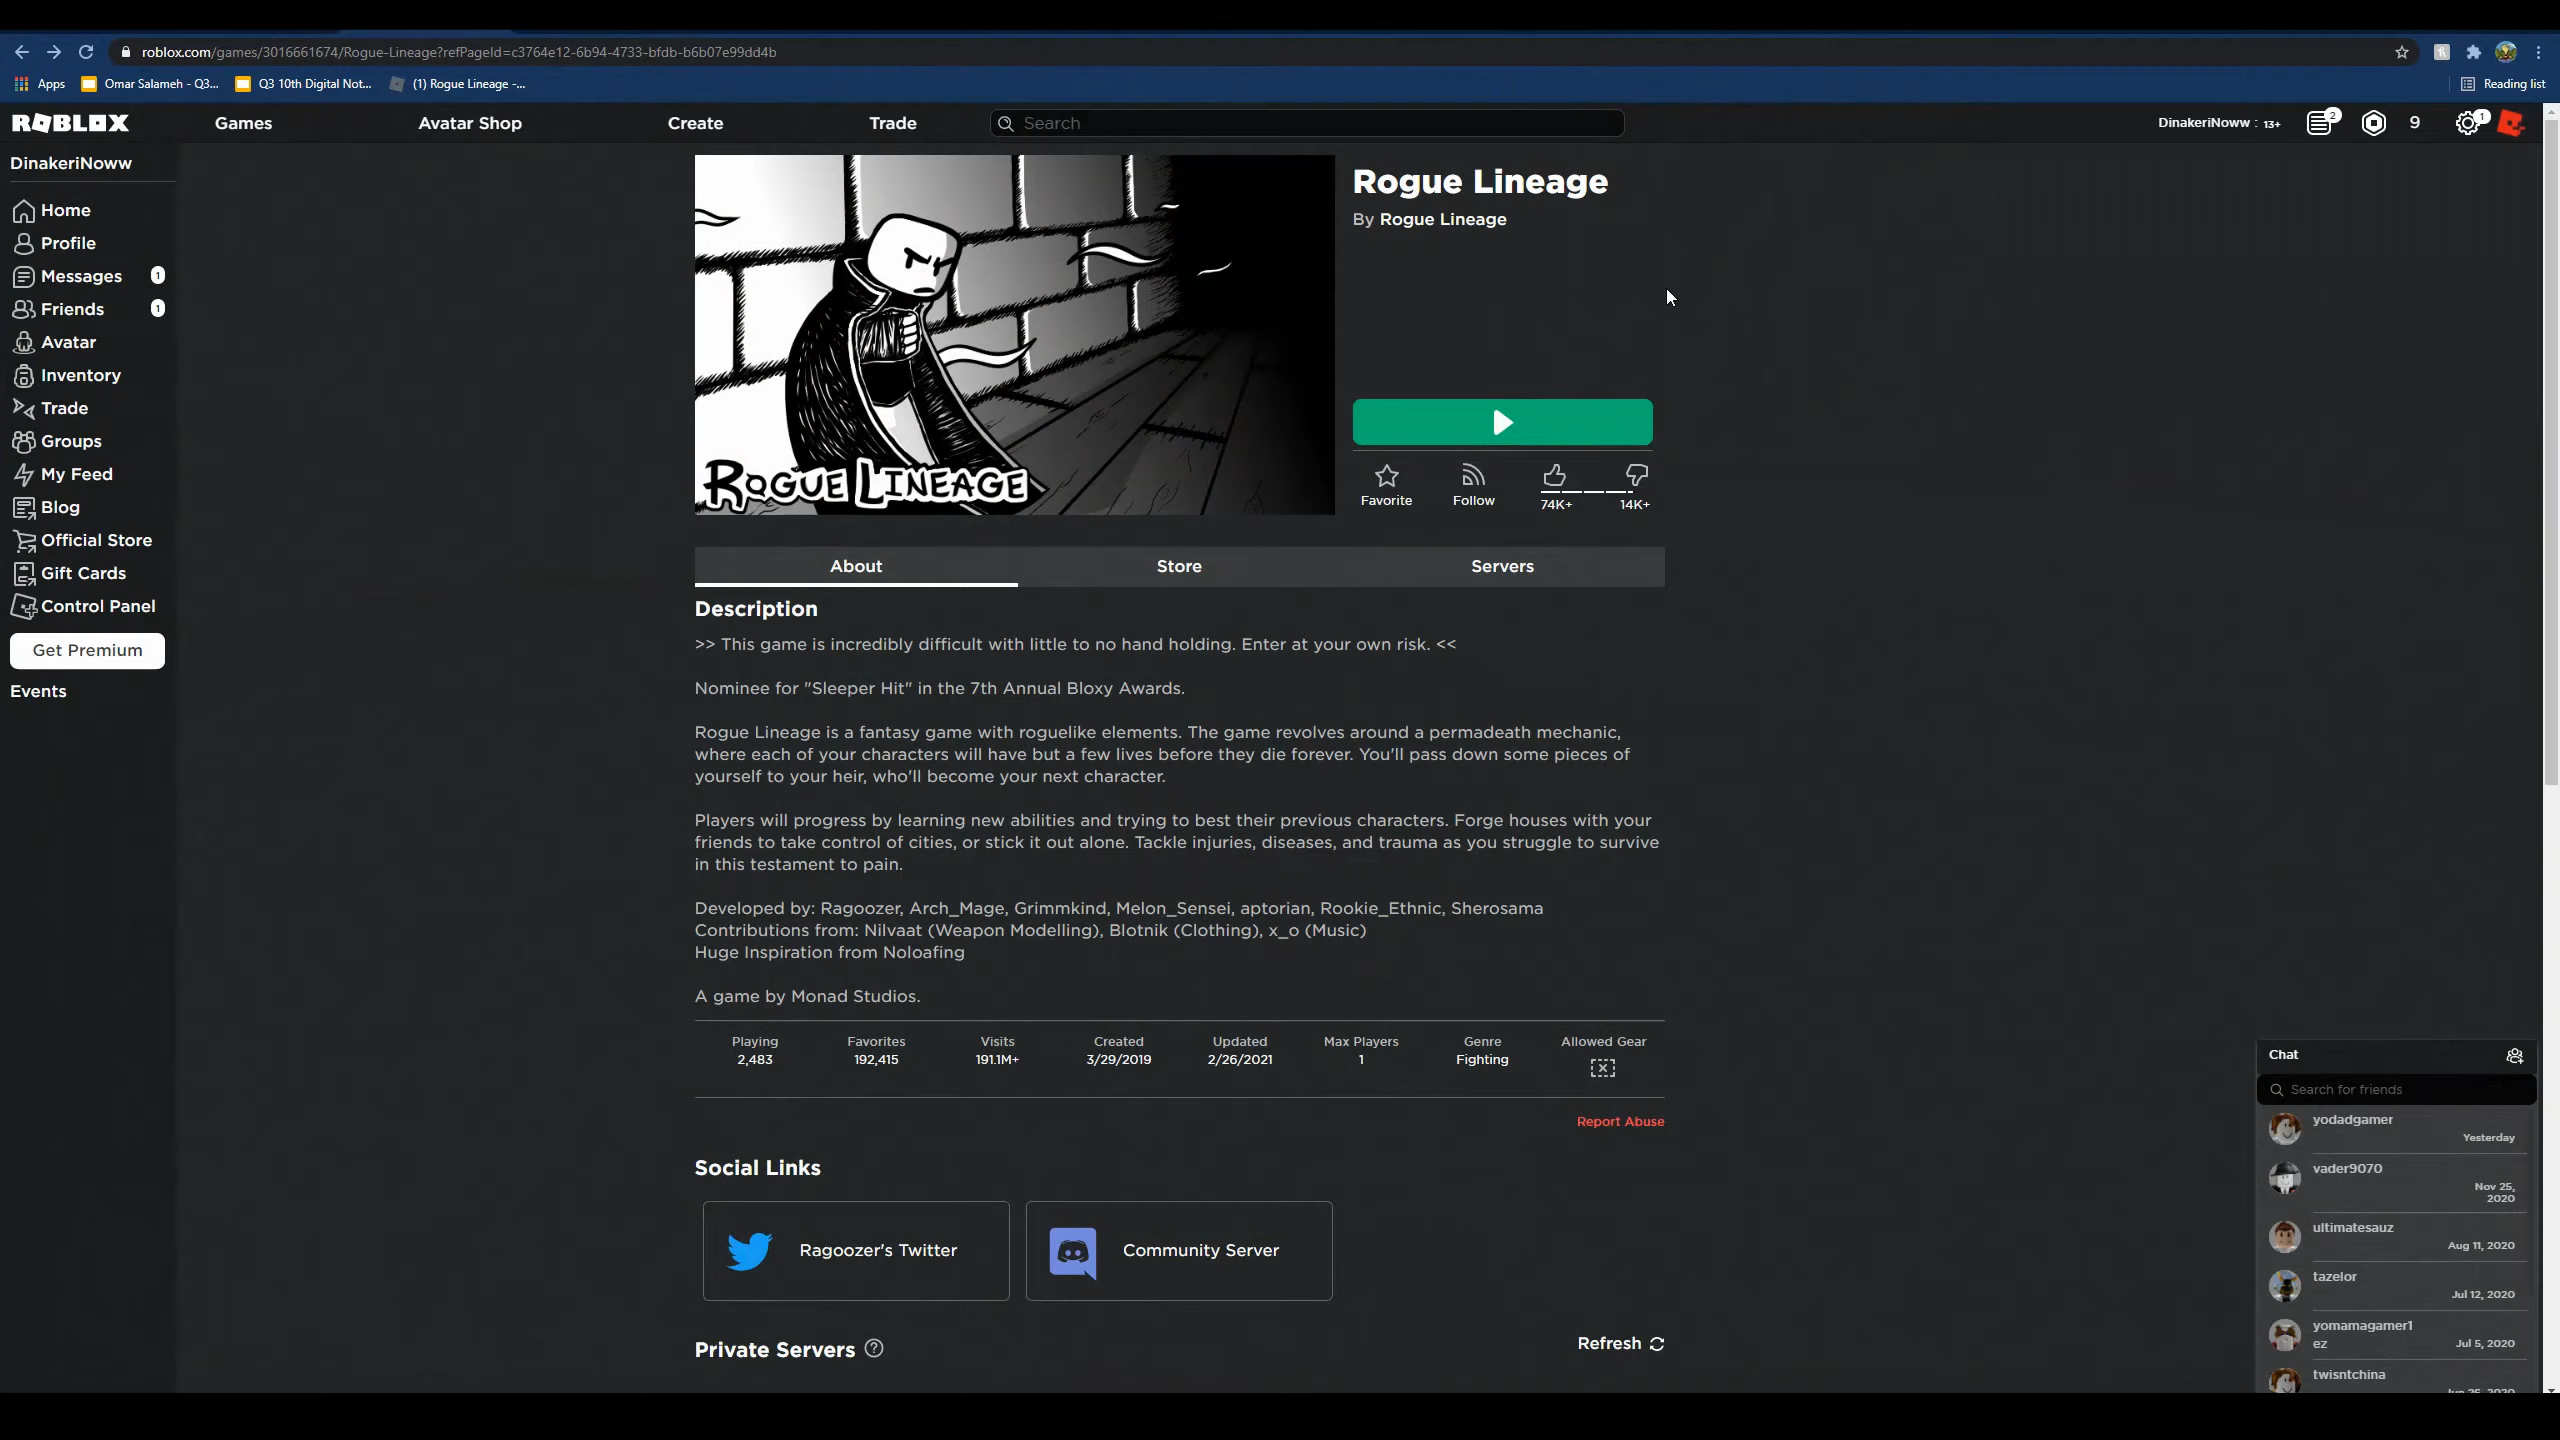 roblox.com/games/3016661674/Rogue-Lineage?refPageId=c3764e12-6b94-4733-bfdb-b6b07e99dd4b
Apps Omar Salameh - Q3... Q3 10th Digital Not... (1) Rogue Lineage -... Reading list
ROBLOX Games Avatar Shop Create Trade Search DinakeriNoww : 13+ 2 9 1
DinakeriNoww
Home
Profile
Messages 1
Friends 1
Avatar
Inventory
Trade
Groups
My Feed
Blog
Official Store
Gift Cards
Control Panel
Get Premium
Events
ROGUE LINEAGE
Rogue Lineage
By Rogue Lineage
Favorite Follow 74K+ 14K+
About Store Servers
Description
>> This game is incredibly difficult with little to no hand holding. Enter at your own risk. <<
Nominee for "Sleeper Hit" in the 7th Annual Bloxy Awards.
Rogue Lineage is a fantasy game with roguelike elements. The game revolves around a permadeath mechanic,
where each of your characters will have but a few lives before they die forever. You'll pass down some pieces of
yourself to your heir, who'll become your next character.
Players will progress by learning new abilities and trying to best their previous characters. Forge houses with your
friends to take control of cities, or stick it out alone. Tackle injuries, diseases, and trauma as you struggle to survive
in this testament to pain.
Developed by: Ragoozer, Arch_Mage, Grimmkind, Melon_Sensei, aptorian, Rookie_Ethnic, Sherosama
Contributions from: Nilvaat (Weapon Modelling), Blotnik (Clothing), x_o (Music)
Huge Inspiration from Noloafing
A game by Monad Studios.
Playing Favorites Visits Created Updated Max Players Genre Allowed Gear
2,483 192,415 191.1M+ 3/29/2019 2/26/2021 1 Fighting
Report Abuse
Social Links
Ragoozer's Twitter Community Server
Private Servers Refresh
Chat
Search for friends
yodadgamer
Yesterday
vader9070
Nov 25,
2020
ultimatesauz
Aug 11, 2020
tazelor
Jul 12, 2020
yomamagamer1
ez Jul 5, 2020
twisntchina